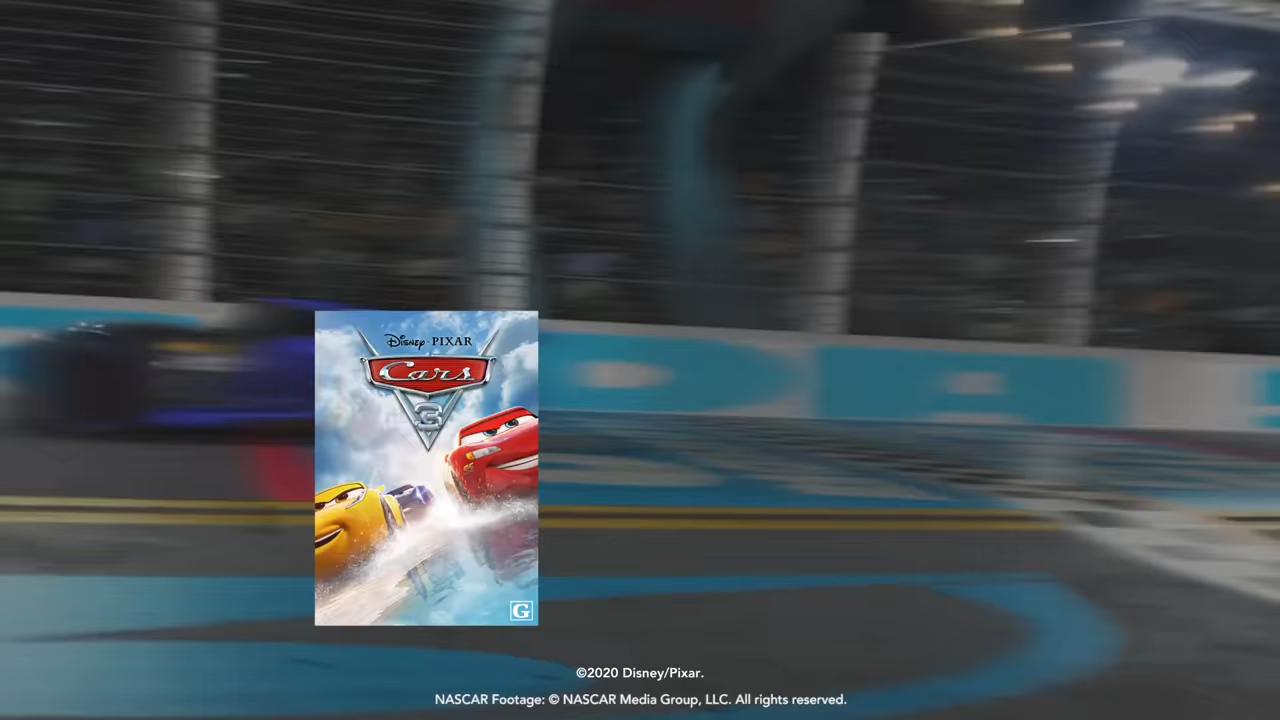 Disney·PIXAR
Cars
3
G
©2020 Disney/Pixar.
NASCAR Footage: © NASCAR Media Group, LLC. All rights reserved.